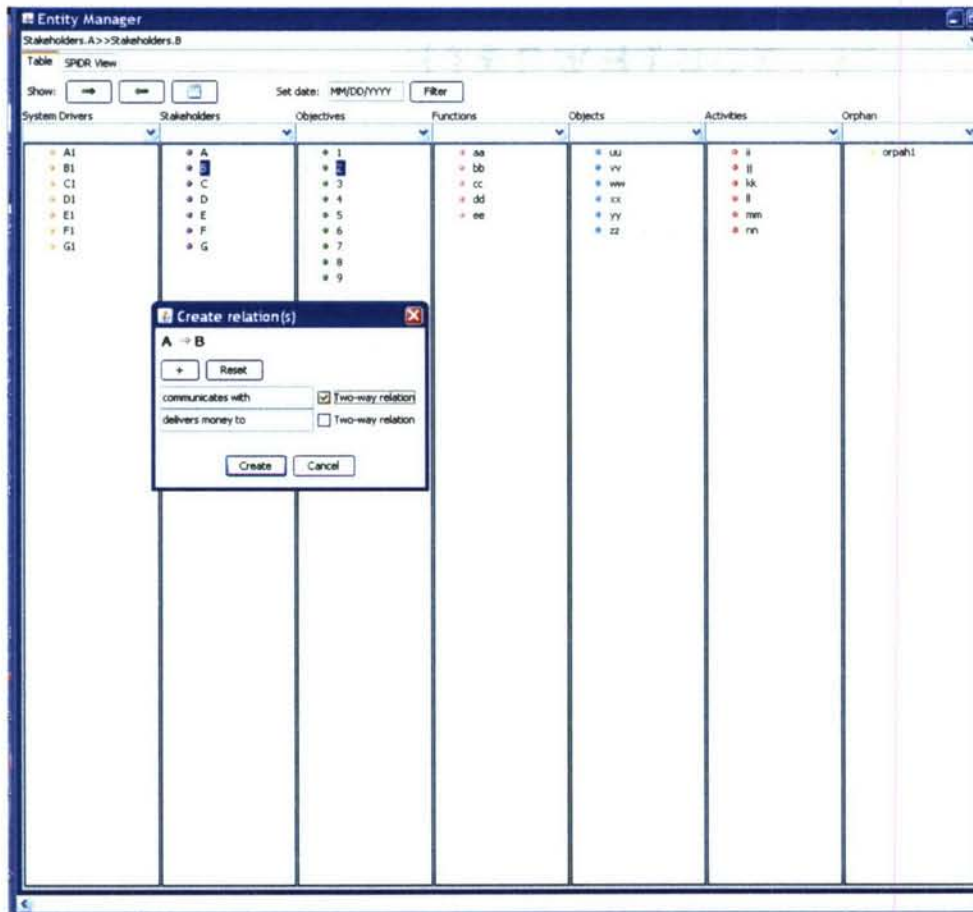 Entity Manager
Stakeholders.A>>Stakeholders.B
Table SPIDR View
Show: Set date: MM/DD/YYYY Filter
System Drivers Stakeholders Objectives Functions Objects Activities Orphan
A1 A 1 aa uu ii orpah1
B1 B 2 bb vv jj
C1 C 3 cc ww kk
D1 D 4 dd xx ll
E1 E 5 ee yy mm
F1 F 6 zz nn
G1 G 7
8
9
Create relation(s)
A → B
+ Reset
communicates with Two-way relation
delivers money to Two-way relation
Create Cancel